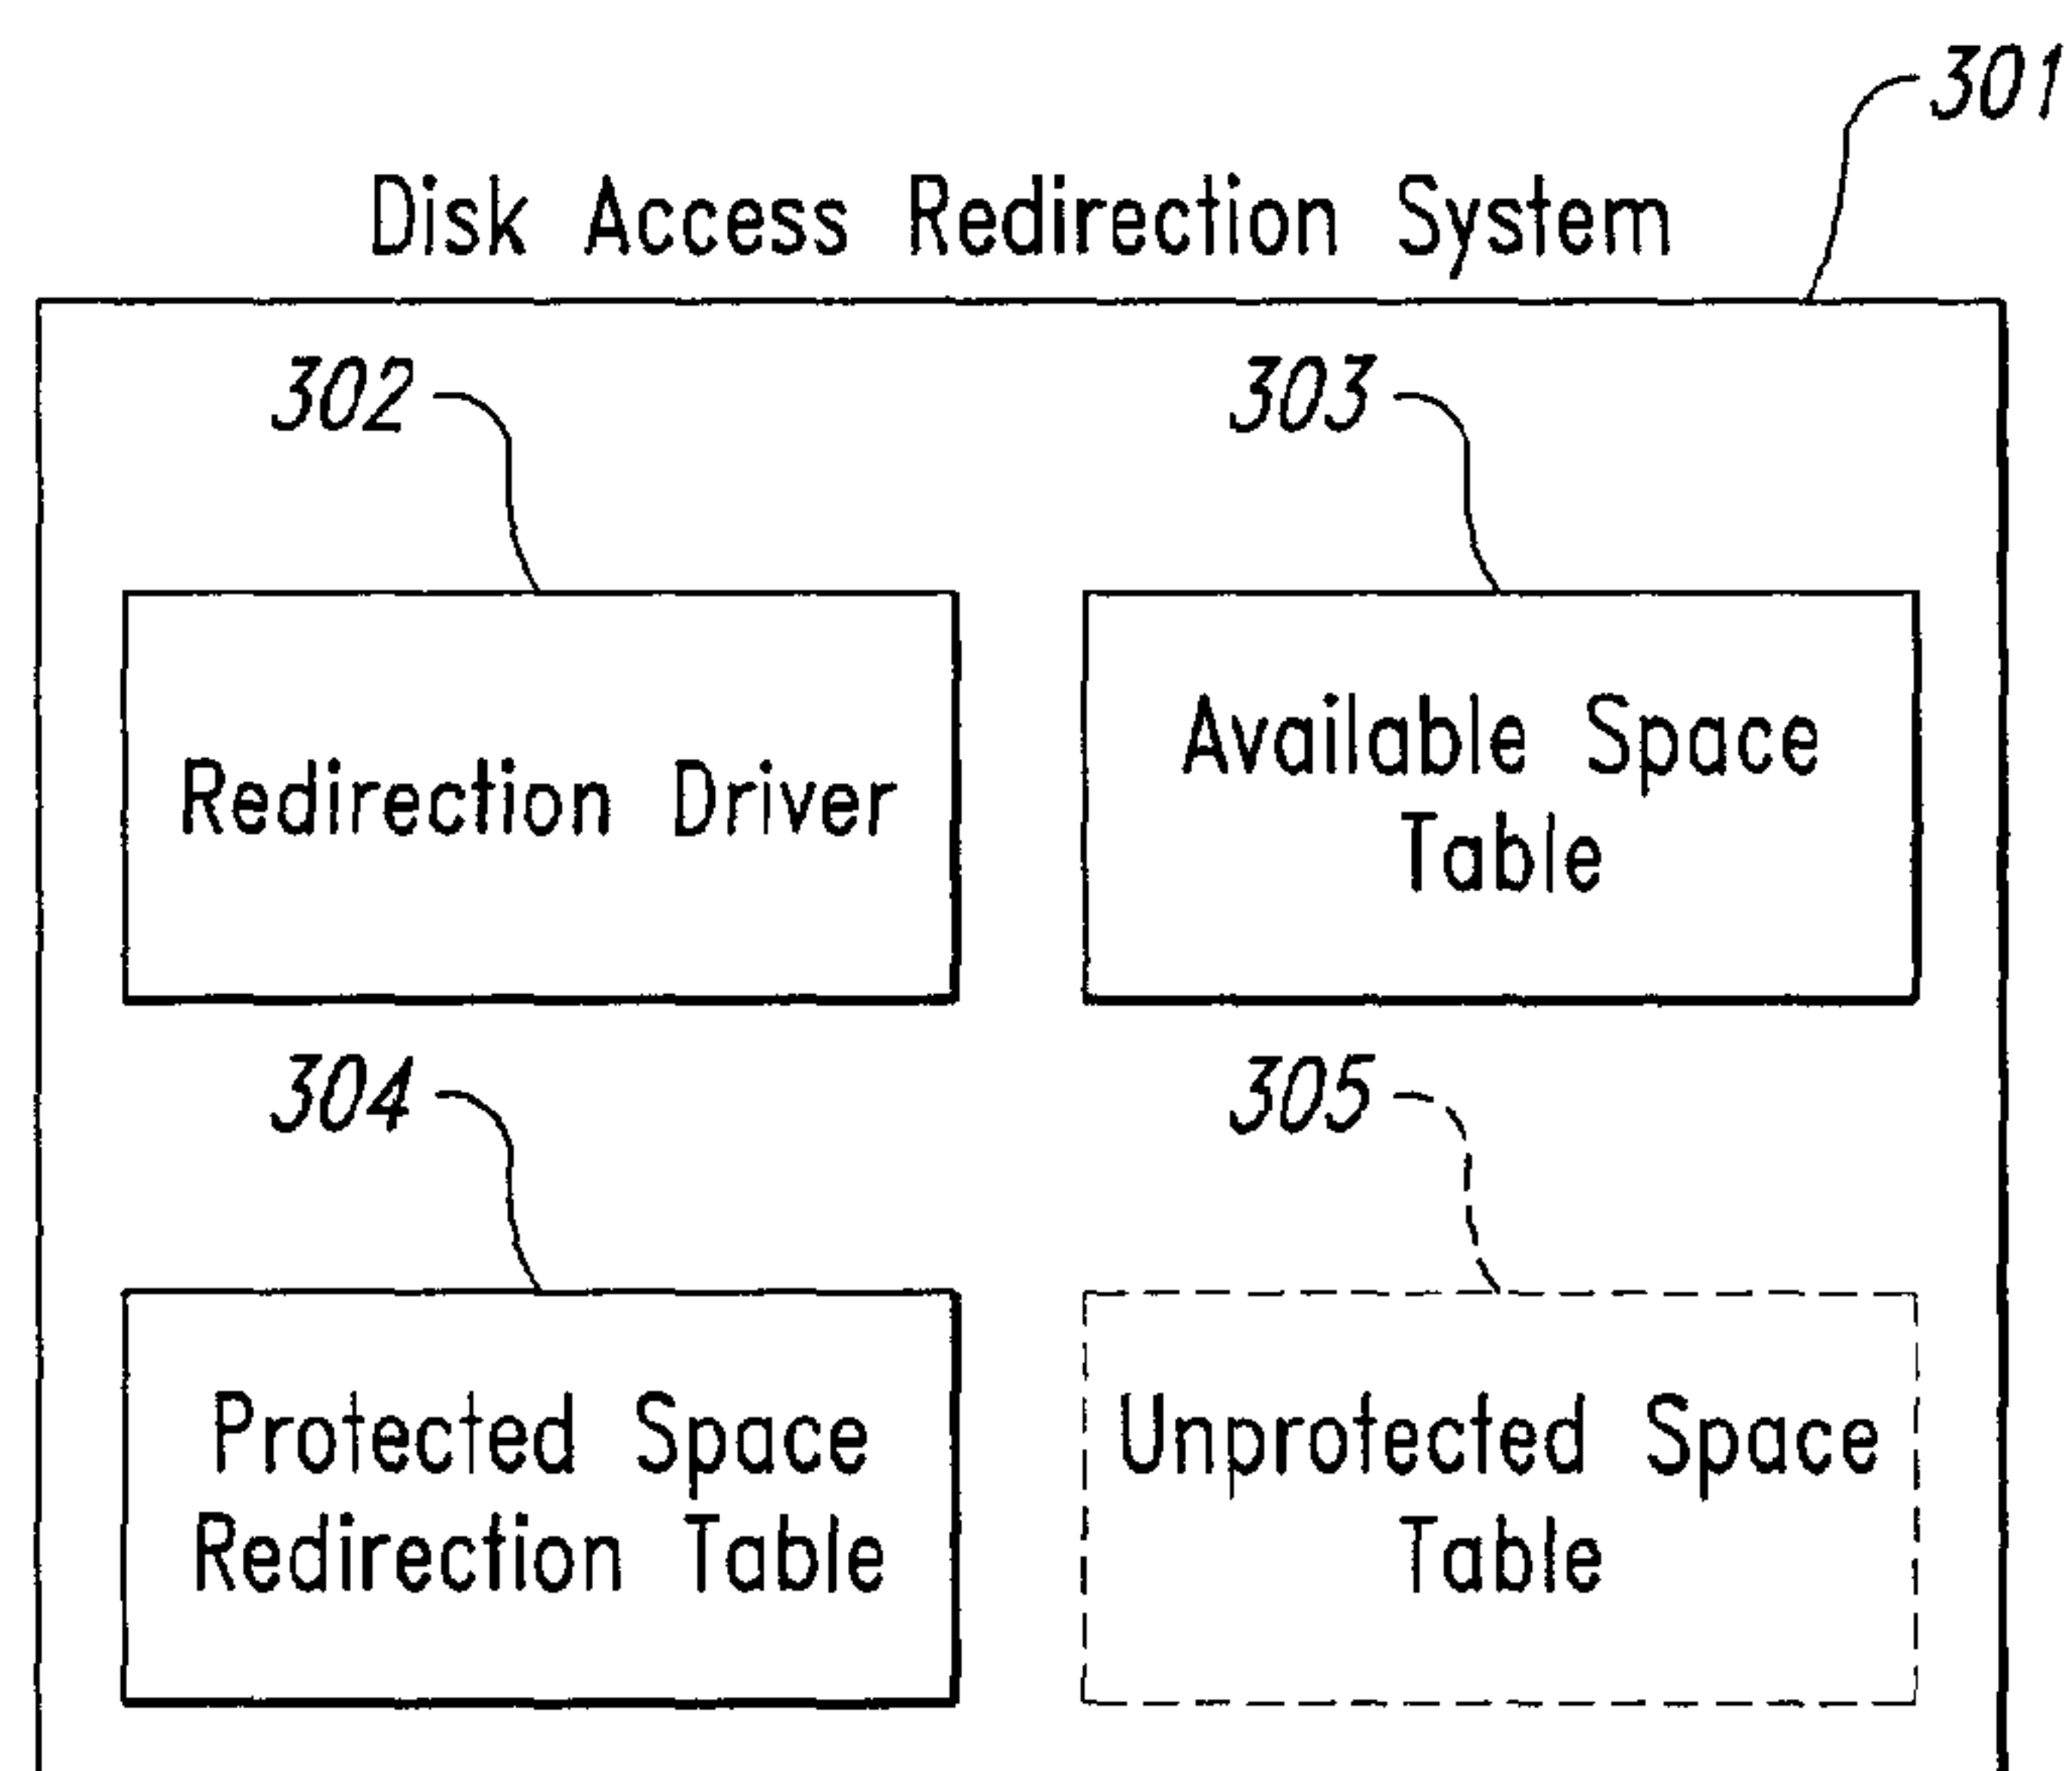 301
Disk Access Redirection System
302
303
Redirection Driver
Available Space
Table
304
305
Protected Space
Redirection Table
Unprotected Space
Table